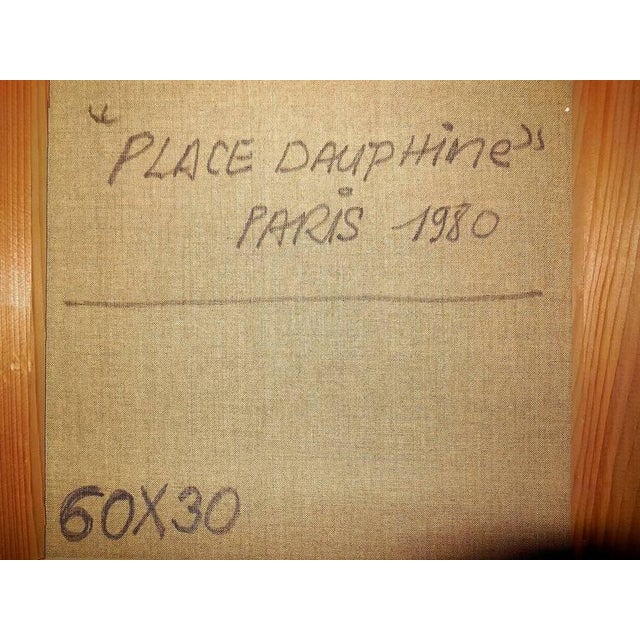 "PLACE DAUPHine"
PARIS 1980
60X30